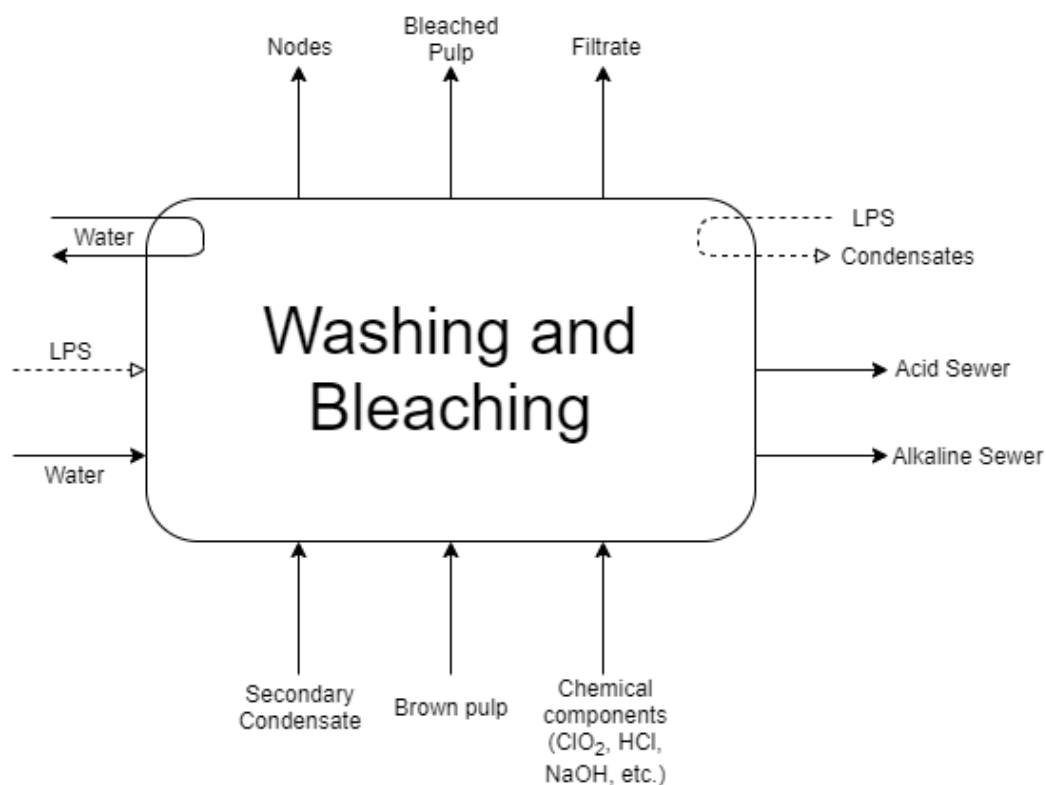 Nodes
Bleached
Pulp
Filtrate
Water
LPS
Condensates
Washing and
Bleaching
LPS
Acid Sewer
Water
Alkaline Sewer
Secondary
Condensate
Brown pulp
Chemical
components
(ClO₂, HCl,
NaOH, etc.)